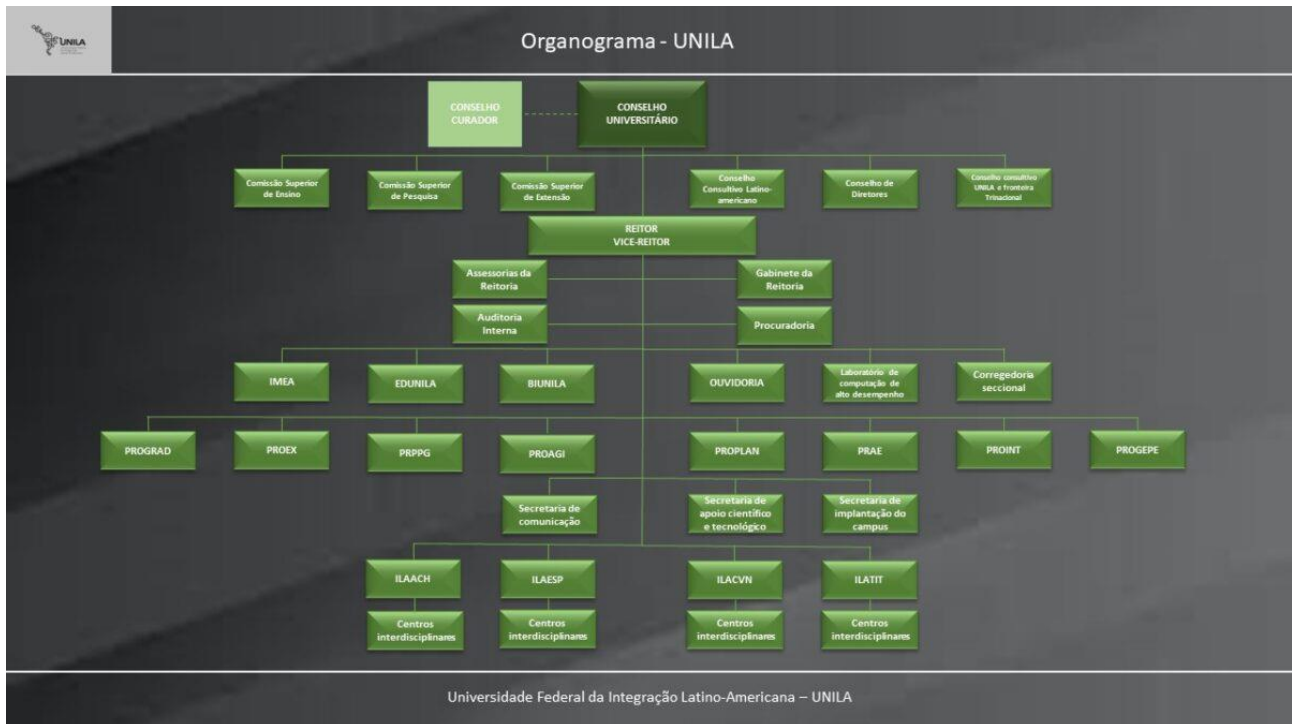 UNILA
Organograma - UNILA
CONSELHO
CURADOR
CONSELHO
UNIVERSITÁRIO
Comissão Superior
de Ensino
Comissão Superior
de Pesquisa
Comissão Superior
de Extensão
Conselho
Consultivo Latino-
americano
Conselho de
Diretores
Conselho consultivo
UNILA e fronteira
Trinacional
REITOR
VICE-REITOR
Assessorias da
Reitoria
Gabinete da
Reitoria
Auditoria
Interna
Procuradoria
IMEA
EDUNILA
BIUNILA
OUVIDORIA
Laboratório de
computação de
alto desempenho
Corregedoria
seccional
PROGRAD
PROEX
PRPPG
PROAGI
PROPLAN
PRAE
PROINT
PROGEPE
Secretaria de
comunicação
Secretaria de
apoio científico
e tecnológico
Secretaria de
implantação do
campus
ILAACH
ILAESP
ILACVN
ILATIT
Centros
interdisciplinares
Centros
interdisciplinares
Centros
interdisciplinares
Centros
interdisciplinares
Universidade Federal da Integração Latino-Americana – UNILA